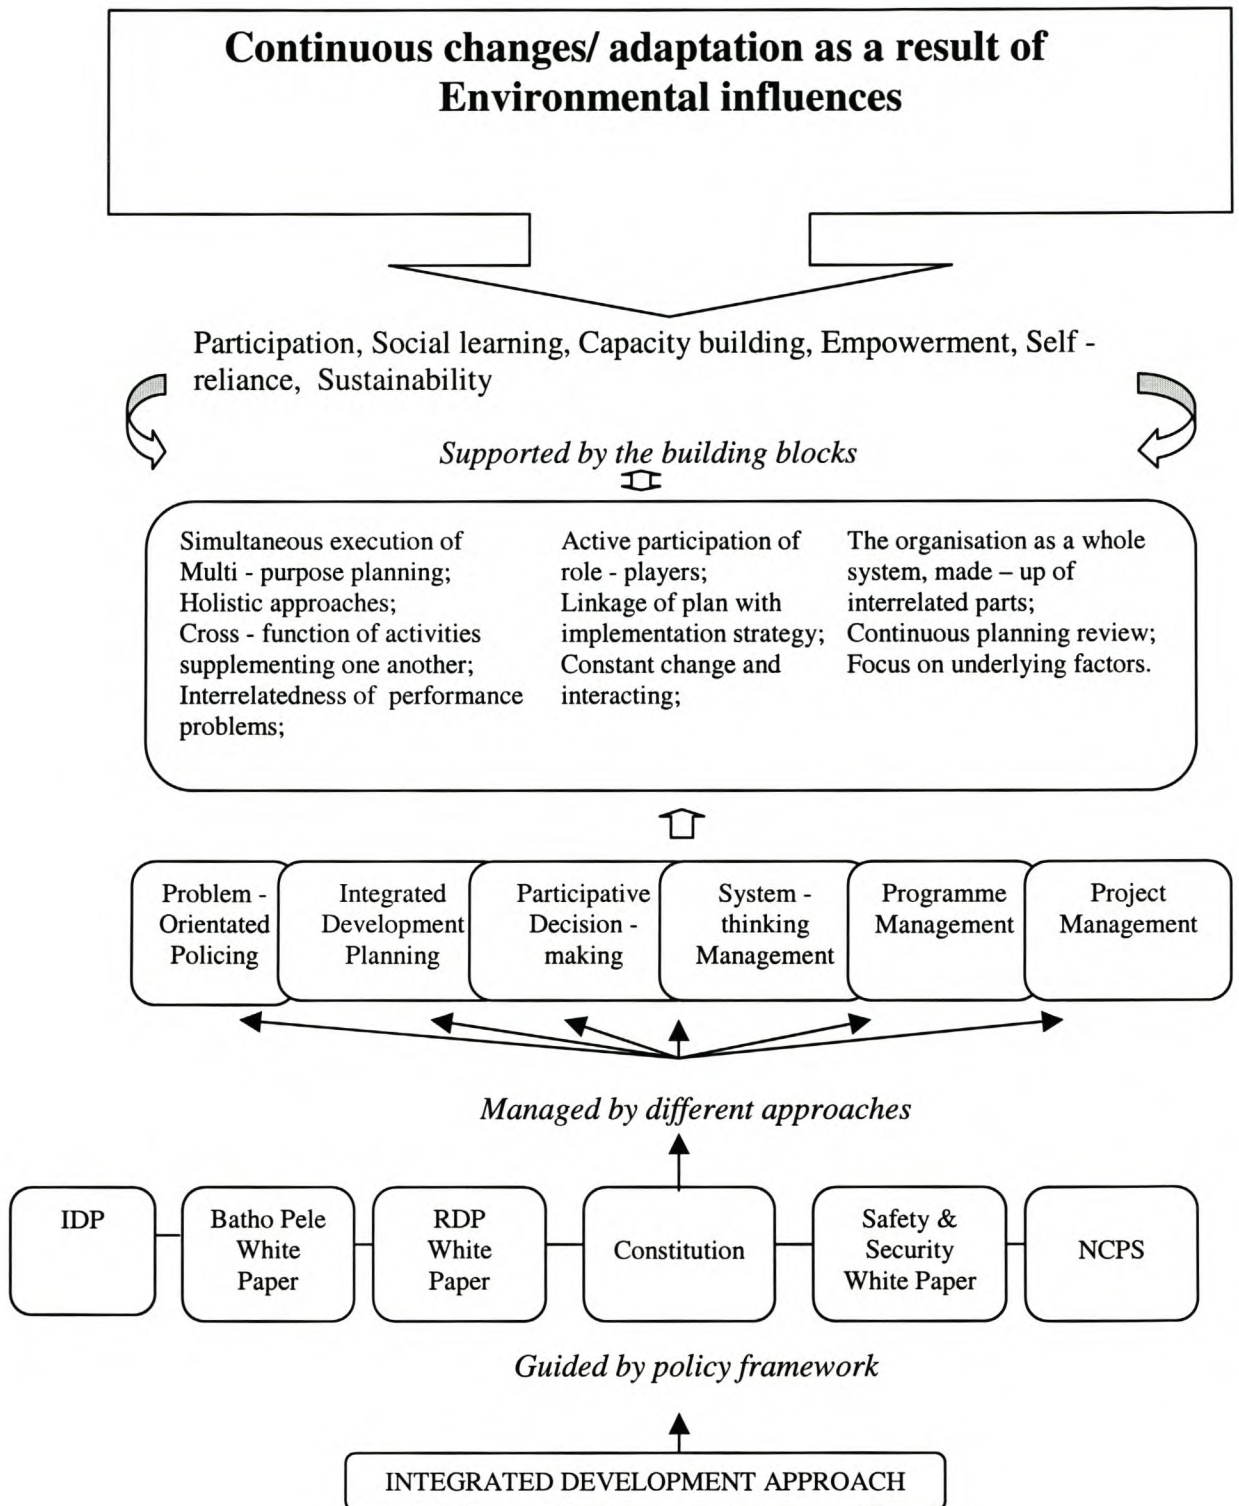 Continuous changes/ adaptation as a result of
Environmental influences
Participation, Social learning, Capacity building, Empowerment, Self -
reliance, Sustainability
Supported by the building blocks
Simultaneous execution of
Multi - purpose planning;
Holistic approaches;
Cross - function of activities
supplementing one another;
Interrelatedness of performance
problems;
Active participation of
role - players;
Linkage of plan with
implementation strategy;
Constant change and
interacting;
The organisation as a whole
system, made – up of
interrelated parts;
Continuous planning review;
Focus on underlying factors.
Problem -
Orientated
Policing
Integrated
Development
Planning
Participative
Decision -
making
System -
thinking
Management
Programme
Management
Project
Management
Managed by different approaches
IDP
Batho Pele
White
Paper
RDP
White
Paper
Constitution
Safety &
Security
White Paper
NCPS
Guided by policy framework
INTEGRATED DEVELOPMENT APPROACH